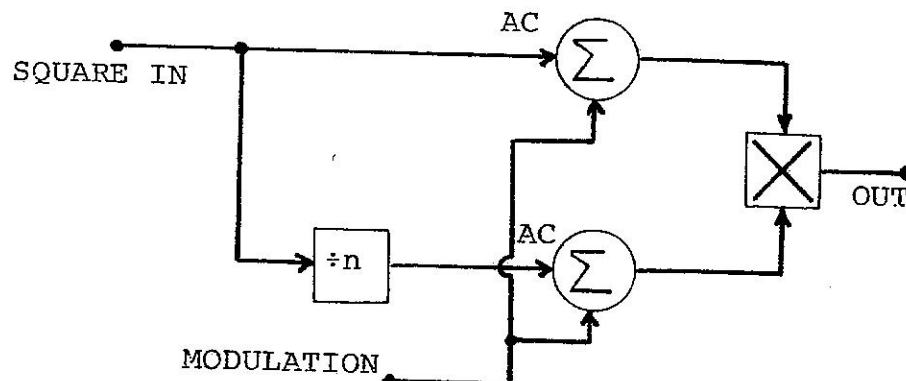 AC
SQUARE IN
Σ
OUT
AC
÷n
Σ
MODULATION